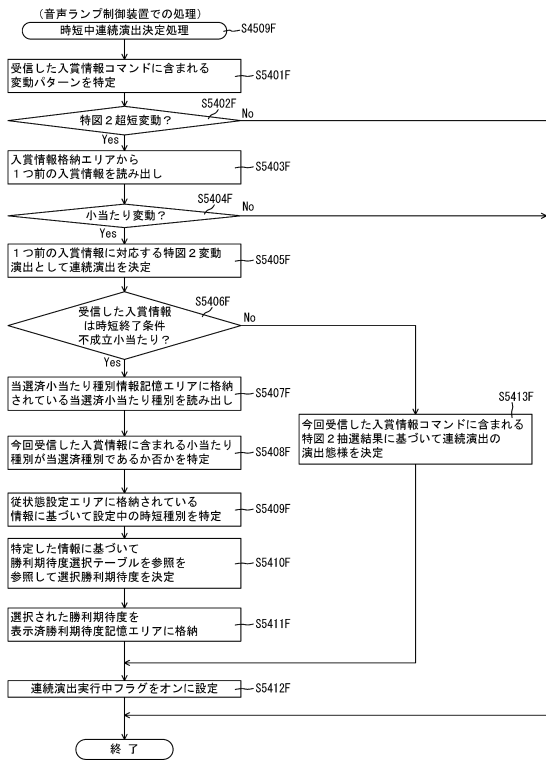 (音声ランプ制御装置での処理)
時短中連続演出決定処理
S4509F
受信した入賞情報コマンドに含まれる
変動パターンを特定
S5401F
S5402F
特図２超短変動？
No
Yes
入賞情報格納エリアから
１つ前の入賞情報を読み出し
S5403F
S5404F
小当たり変動？
No
Yes
１つ前の入賞情報に対応する特図２変動
演出として連続演出を決定
S5405F
S5406F
受信した入賞情報
は時短終了条件
不成立小当たり？
No
Yes
当選済小当たり種別情報記憶エリアに格納
されている当選済小当たり種別を読み出し
S5407F
S5413F
今回受信した入賞情報コマンドに含まれる
特図２抽選結果に基づいて連続演出の
演出態様を決定
今回受信した入賞情報に含まれる小当たり
種別が当選済種別であるか否かを特定
S5408F
従状態設定エリアに格納されている
情報に基づいて設定中の時短種別を特定
S5409F
特定した情報に基づいて
勝利期待度選択テーブルを参照を
参照して選択勝利期待度を決定
S5410F
選択された勝利期待度を
表示済勝利期待度記憶エリアに格納
S5411F
連続演出実行中フラグをオンに設定
S5412F
終 了